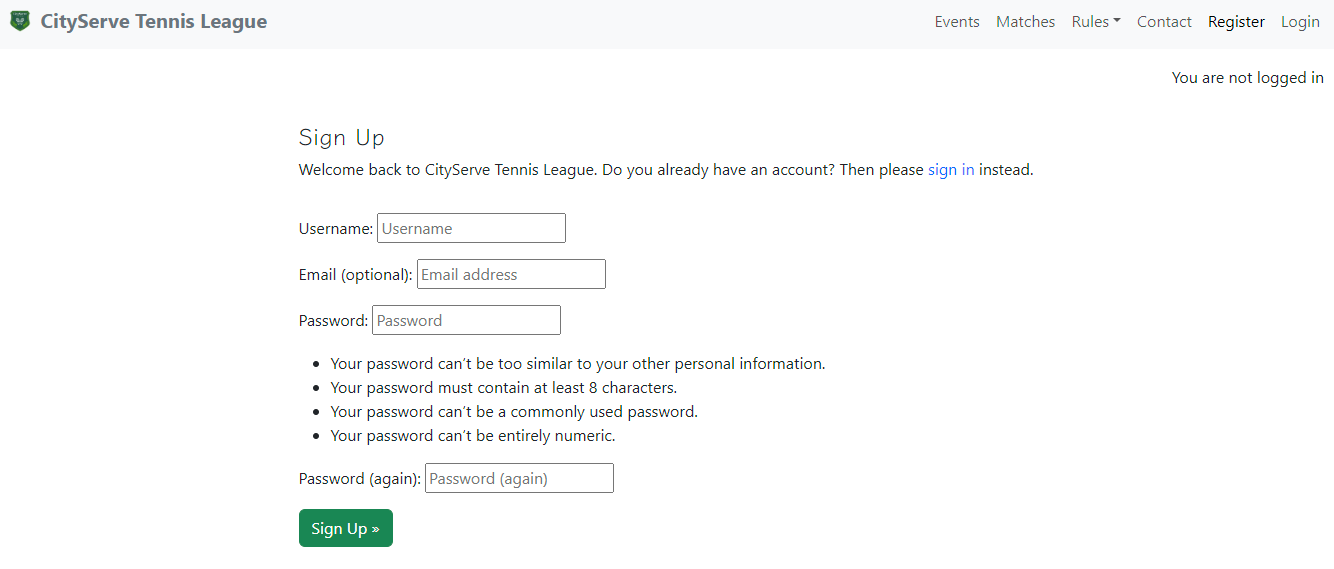 CityServe Tennis League
Events Matches Rules Contact Register Login
You are not logged in
Sign Up
Welcome back to CityServe Tennis League. Do you already have an account? Then please sign in instead.
Username: Username
Email (optional): Email address
Password: Password
• Your password can't be too similar to your other personal information.
• Your password must contain at least 8 characters.
• Your password can't be a commonly used password.
• Your password can't be entirely numeric.
Password (again): Password (again)
Sign Up »